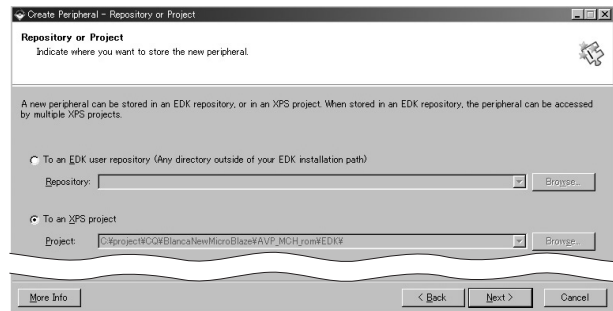 Create Peripheral - Repository or Project
Repository or Project
Indicate where you want to store the new peripheral.
A new peripheral can be stored in an EDK repository, or in an XPS project. When stored in an EDK repository, the peripheral can be accessed
by multiple XPS projects.
To an EDK user repository (Any directory outside of your EDK installation path)
Repository:
Browse...
To an XPS project
Project: C:¥project¥CQ¥BlancaNewMicroBlaze¥AVP_MCH_rom¥EDK¥
Browse...
More Info
< Back
Next >
Cancel